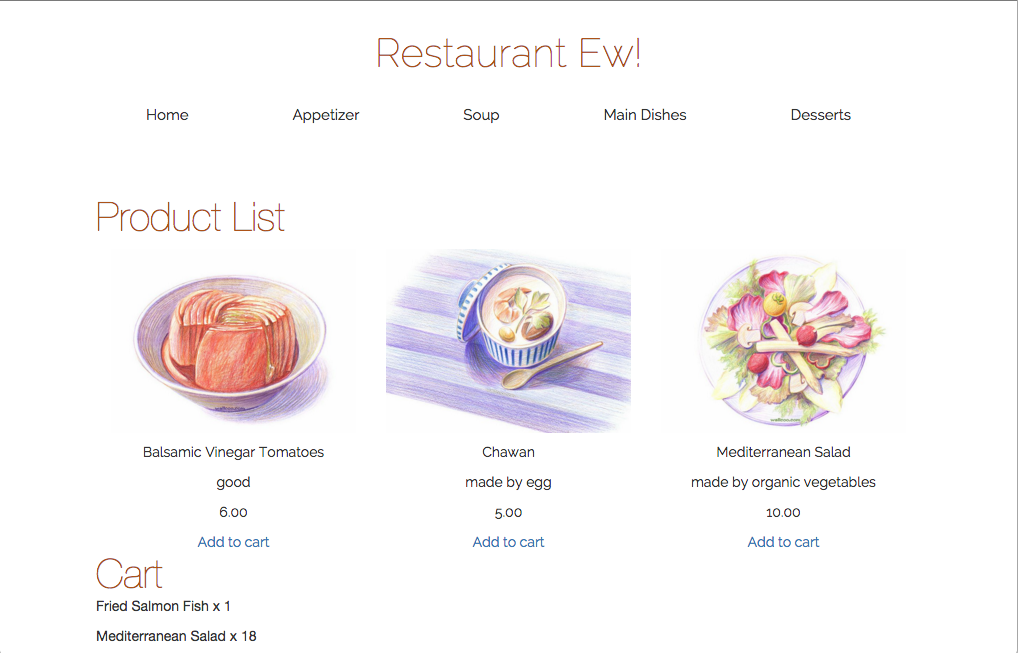 Restaurant Ew!
Home Appetizer Soup Main Dishes Desserts
Product List
Balsamic Vinegar Tomatoes Chawan Mediterranean Salad
good made by egg made by organic vegetables
6.00 5.00 10.00
Add to cart Add to cart Add to cart
Cart
Fried Salmon Fish x 1
Mediterranean Salad x 18